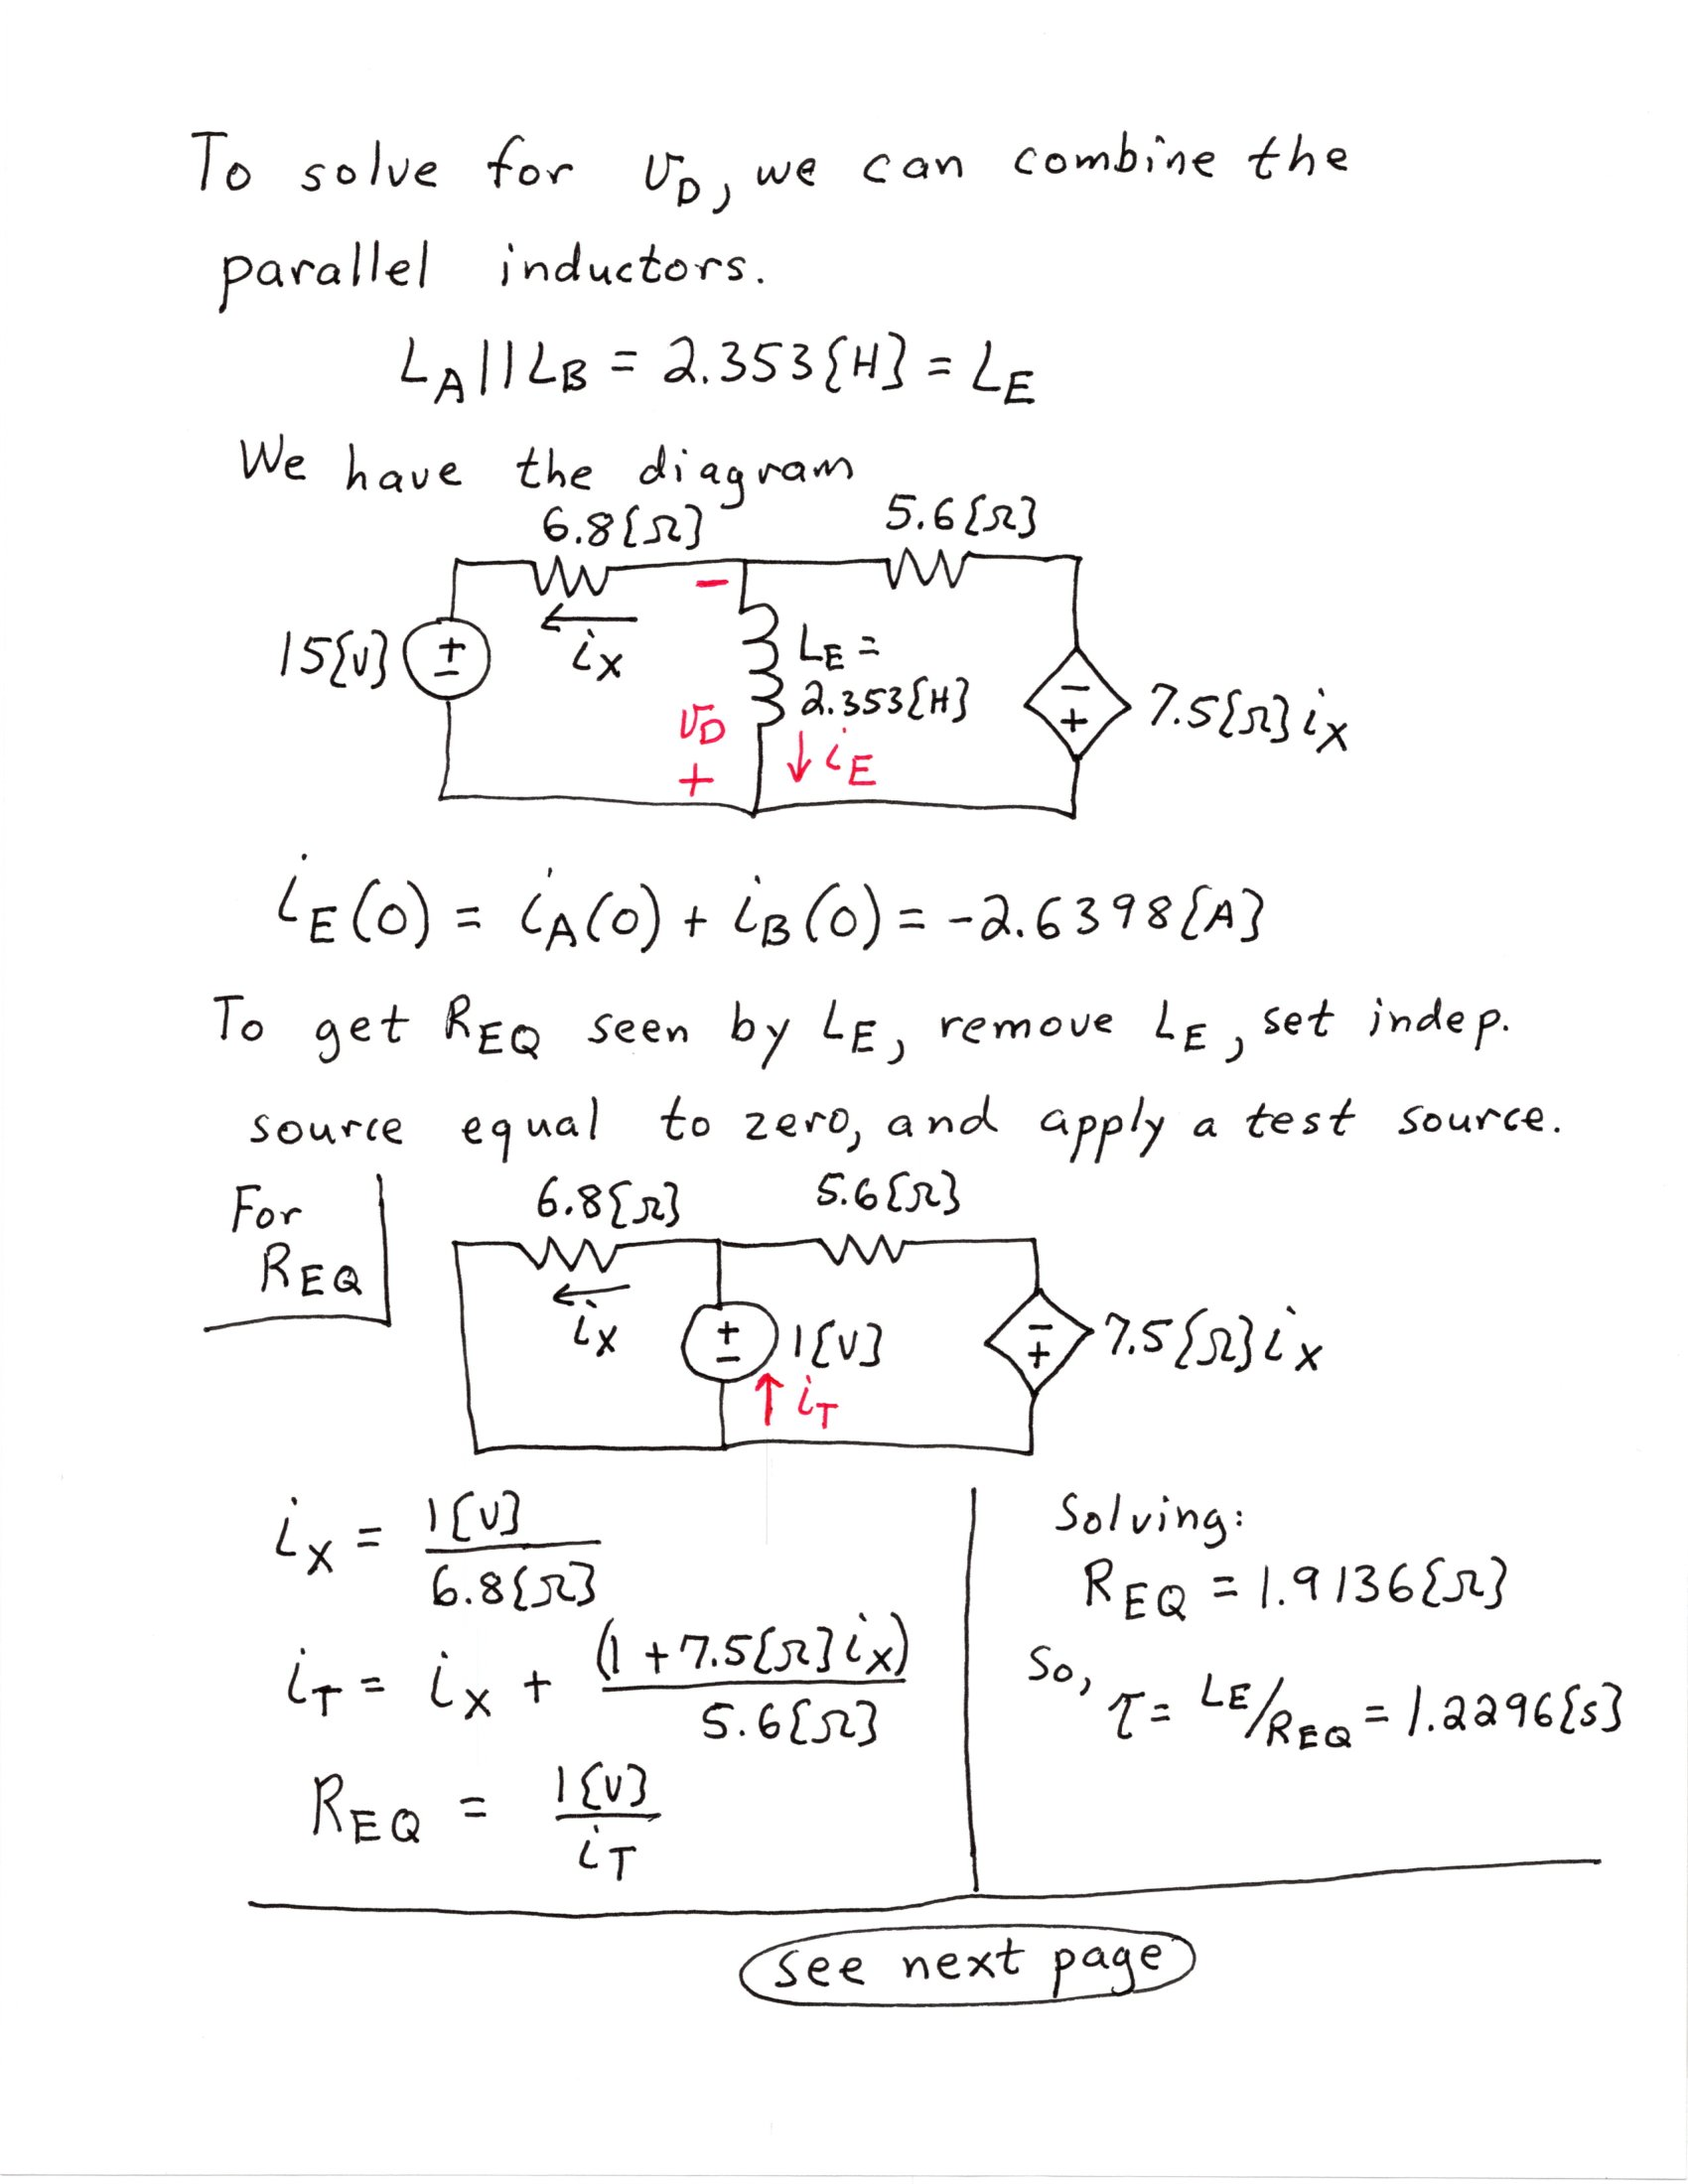 To solve for v_D, we can combine the
parallel inductors.
L_A||L_B = 2.353{H} = L_E
We have the diagram
6.8{Ω} 5.6{Ω}
15{V} + − i_X − L_E = 2.353{H} v_D + ↓ i_E − + 7.5{Ω} i_X
i_E(0) = i_A(0) + i_B(0) = -2.6398{A}
To get R_EQ seen by L_E, remove L_E, set indep.
source equal to zero, and apply a test source.
For
R_EQ
6.8{Ω} 5.6{Ω}
i_X + − 1{V} ↑ i_T − + 7.5{Ω} i_X
i_X = 1{V} / 6.8{Ω}
i_T = i_X + (1 + 7.5{Ω} i_X) / 5.6{Ω}
R_EQ = 1{V} / i_T
Solving:
R_EQ = 1.9136{Ω}
So,
τ = L_E/R_EQ = 1.2296{s}
see next page